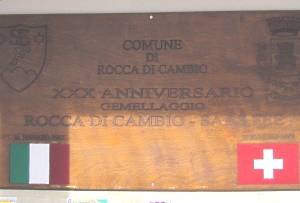 COMUNE
DI
ROCCA DI CAMBIO
XXX ANNIVERSARIO
GEMELLAGGIO
ROCCA DI CAMBIO -